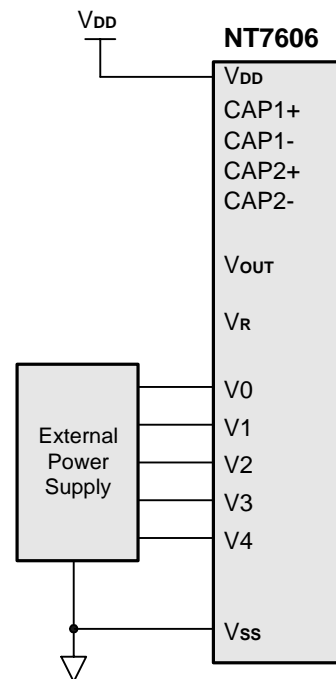 VDD
NT7606
VDD
CAP1+
CAP1-
CAP2+
CAP2-
VOUT
VR
External
Power
Supply
V0
V1
V2
V3
V4
VSS